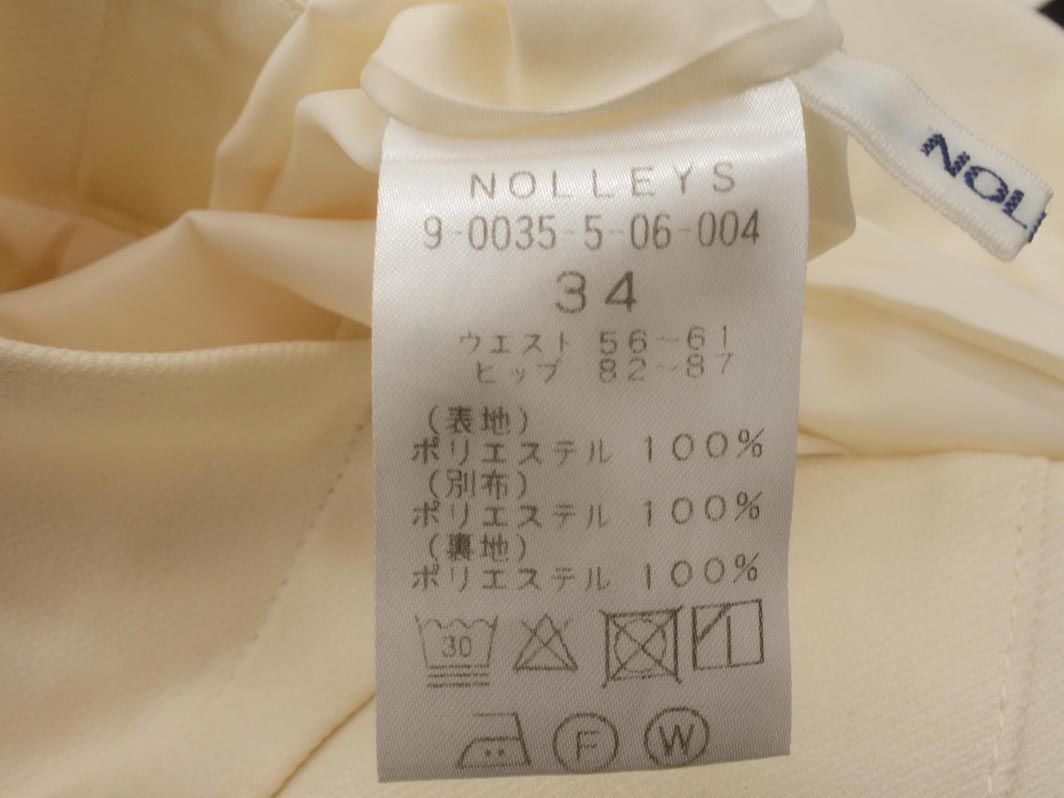 NOLLEYS
9-0035-5-06-004
34
ウエスト 56~61
ヒップ 82~87
(表地)
ポリエステル 100%
(別布)
ポリエステル 100%
(裏地)
ポリエステル 100%
30
F W
NOL